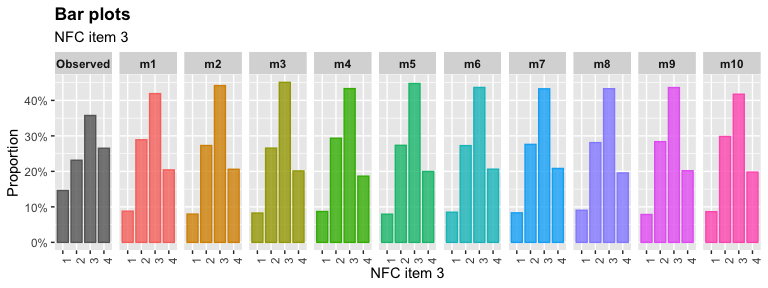 Bar plots
NFC item 3
Observed m1 m2 m3 m4 m5 m6 m7 m8 m9 m10
Proportion
40%
30%
20%
10%
0%
1 2 3 4 1 2 3 4 1 2 3 4 1 2 3 4 1 2 3 4 1 2 3 4 1 2 3 4 1 2 3 4 1 2 3 4 1 2 3 4 1 2 3 4
NFC item 3